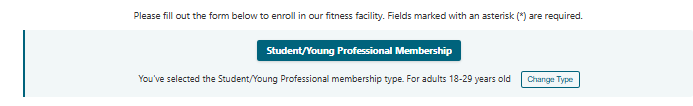 Please fill out the form below to enroll in our fitness facility. Fields marked with an asterisk (*) are required.
Student/Young Professional Membership
You've selected the Student/Young Professional membership type. For adults 18-29 years old Change Type